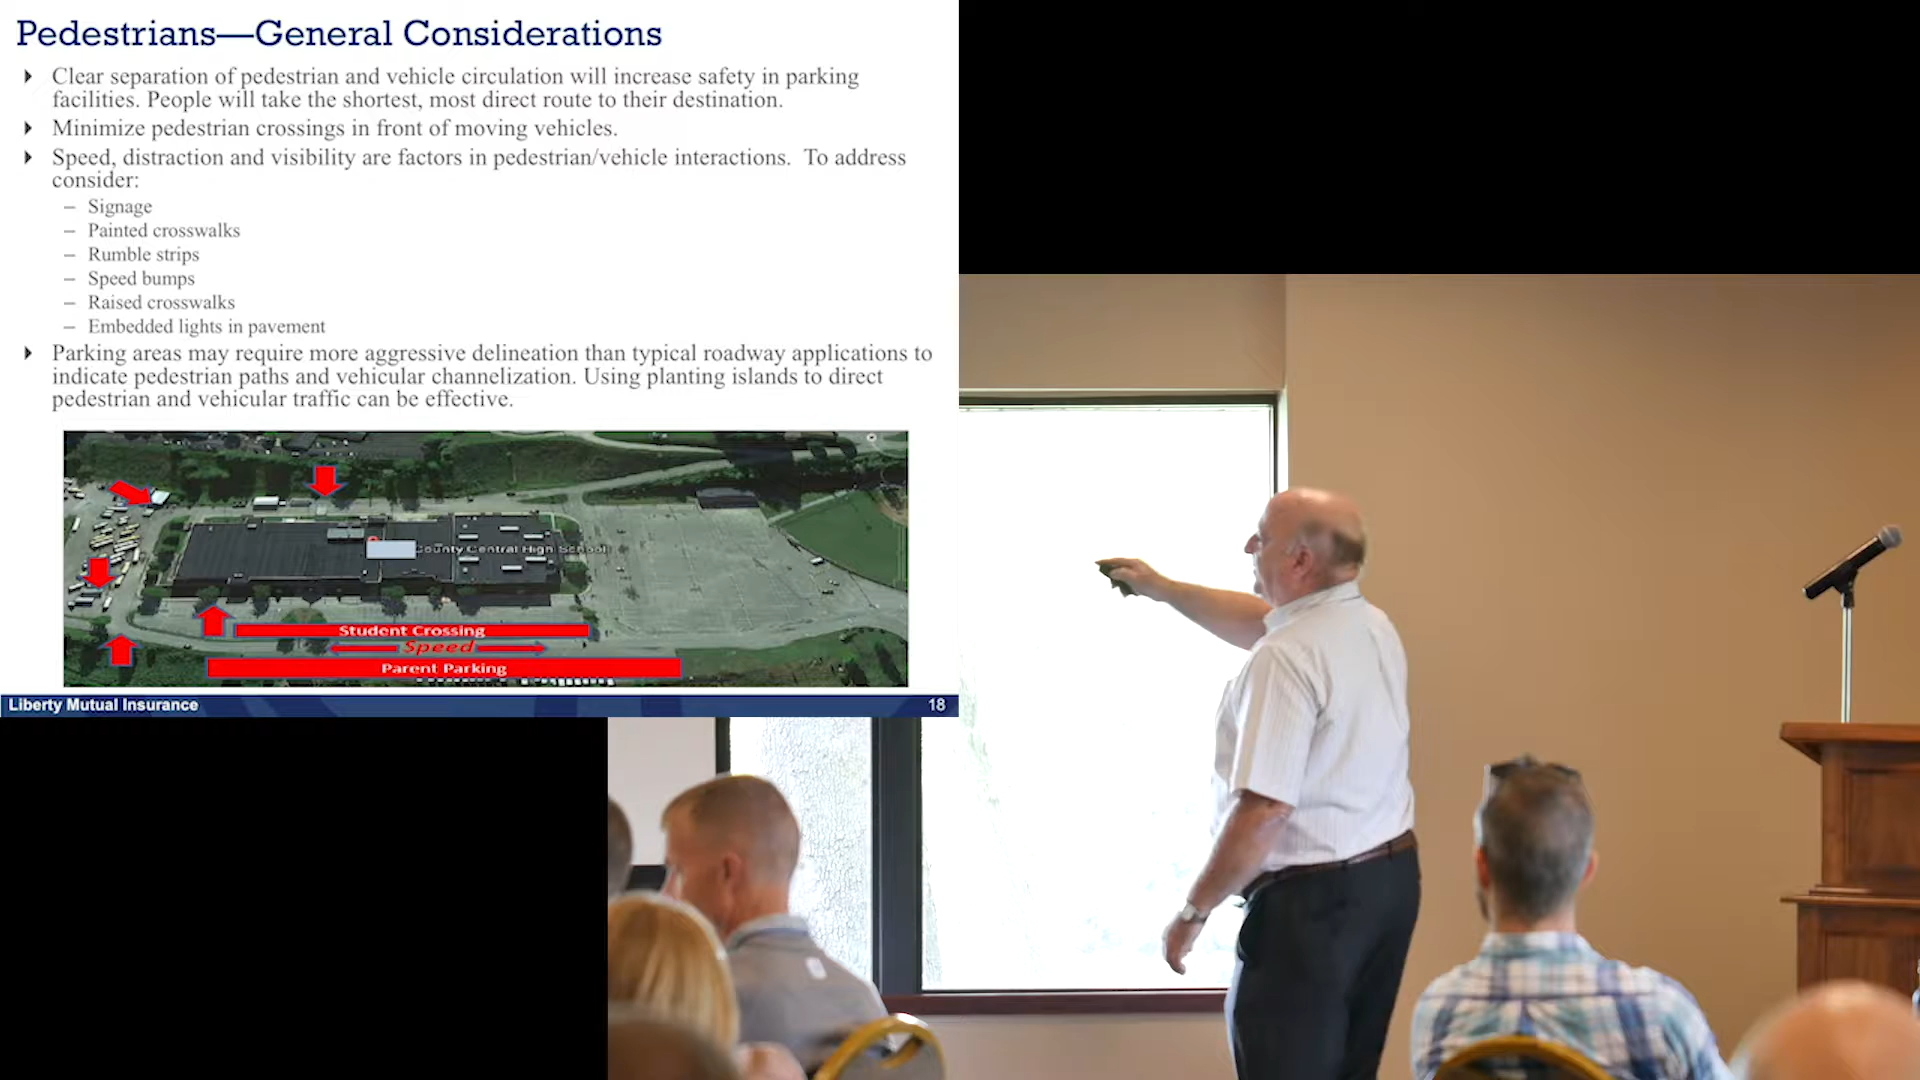 Pedestrians—General Considerations
Clear separation of pedestrian and vehicle circulation will increase safety in parking
facilities. People will take the shortest, most direct route to their destination.
Minimize pedestrian crossings in front of moving vehicles.
Speed, distraction and visibility are factors in pedestrian/vehicle interactions. To address
consider:
– Signage
– Painted crosswalks
– Rumble strips
– Speed bumps
– Raised crosswalks
– Embedded lights in pavement
Parking areas may require more aggressive delineation than typical roadway applications to
indicate pedestrian paths and vehicular channelization. Using planting islands to direct
pedestrian and vehicular traffic can be effective.
County Central High School
Student Crossing
Speed
Parent Parking
Liberty Mutual Insurance 18